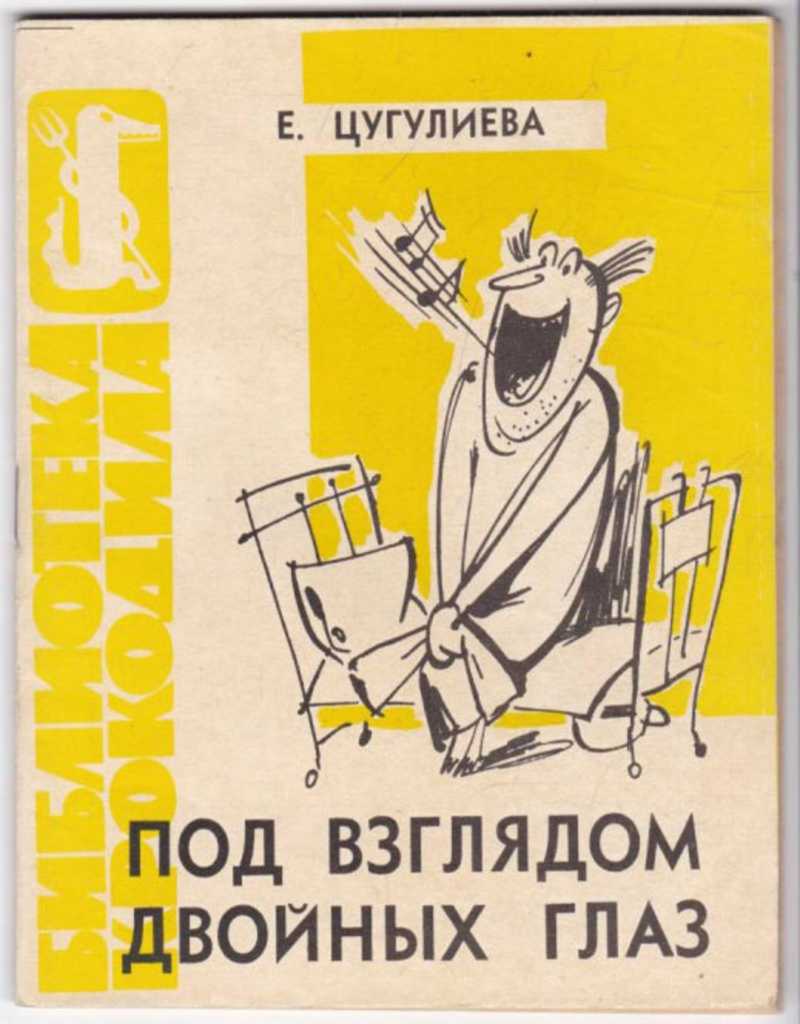 Е. ЦУГУЛИЕВА
БИБЛИОТЕКА
КРОКОДИЛА
ПОД ВЗГЛЯДОМ
ДВОЙНЫХ ГЛАЗ